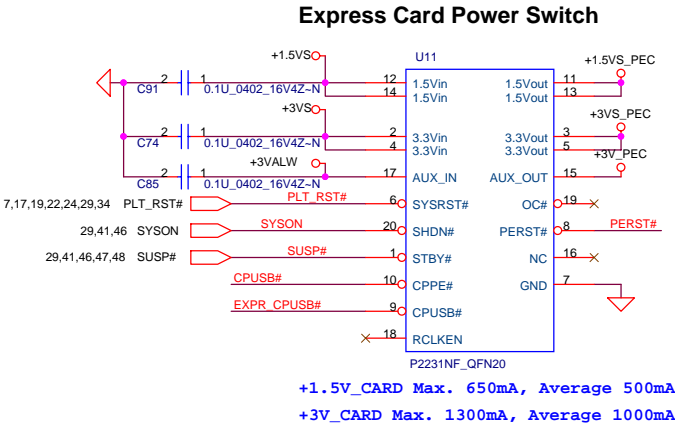 Express Card Power Switch
+1.5VS
U11
+1.5VS_PEC
2 1 12 1.5Vin 1.5Vout 11
C91 0.1U_0402_16V4Z~N 14 1.5Vin 1.5Vout 13
+3VS
+3VS_PEC
2 1 2 3.3Vin 3.3Vout 3
C74 0.1U_0402_16V4Z~N 4 3.3Vin 3.3Vout 5
+3VALW
+3V_PEC
2 1 17 AUX_IN AUX_OUT 15
C85 0.1U_0402_16V4Z~N
7,17,19,22,24,29,34 PLT_RST# PLT_RST# 6 SYSRST# OC# 19
29,41,46 SYSON SYSON 20 SHDN# PERST# 8 PERST#
29,41,46,47,48 SUSP# SUSP# 1 STBY# NC 16
CPUSB# 10 CPPE# GND 7
EXPR_CPUSB# 9 CPUSB#
18 RCLKEN
P2231NF_QFN20
+1.5V_CARD Max. 650mA, Average 500mA
+3V_CARD Max. 1300mA, Average 1000mA